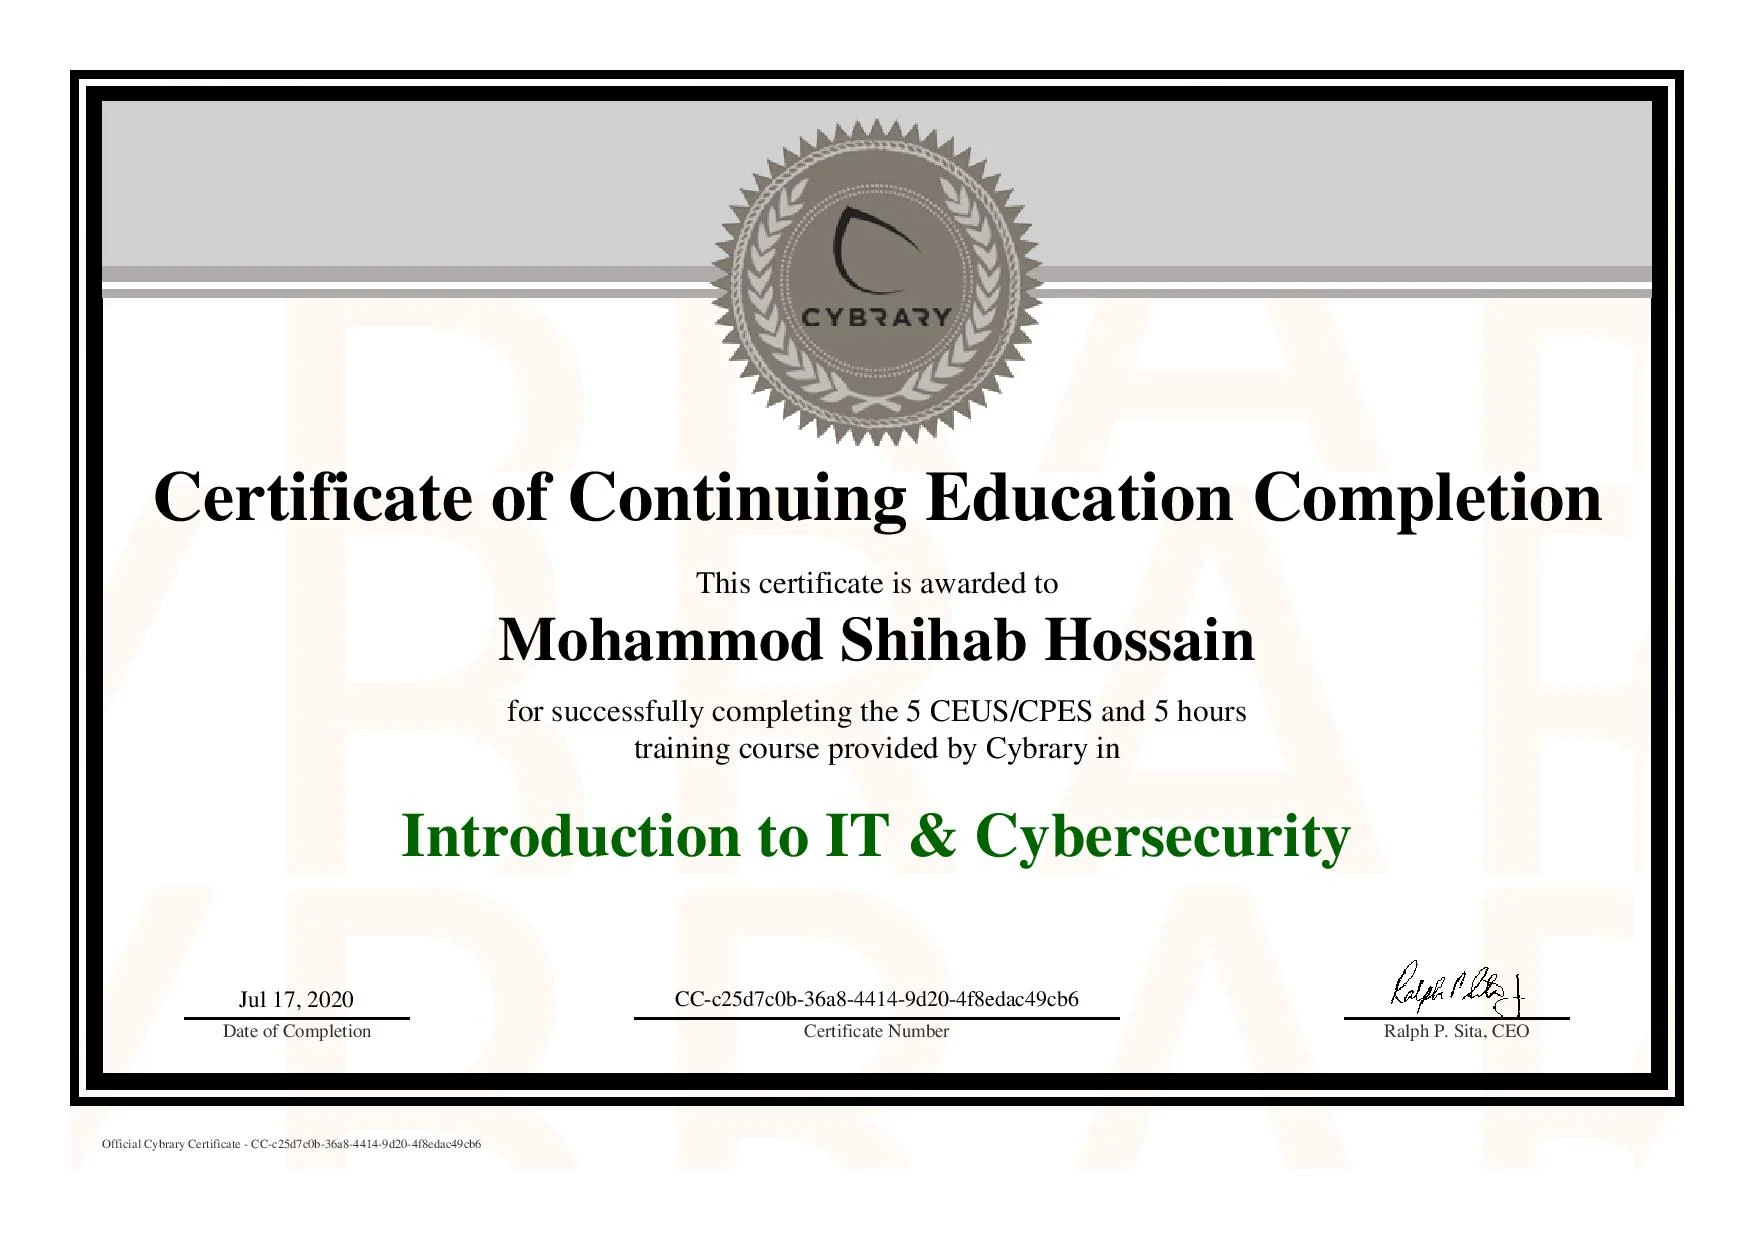 CYBRARY
Certificate of Continuing Education Completion
This certificate is awarded to
Mohammod Shihab Hossain
for successfully completing the 5 CEUS/CPES and 5 hours
training course provided by Cybrary in
Introduction to IT & Cybersecurity
Jul 17, 2020
Date of Completion
CC-c25d7c0b-36a8-4414-9d20-4f8edac49cb6
Certificate Number
Ralph P. Sita, CEO
Official Cybrary Certificate - CC-c25d7c0b-36a8-4414-9d20-4f8edac49cb6